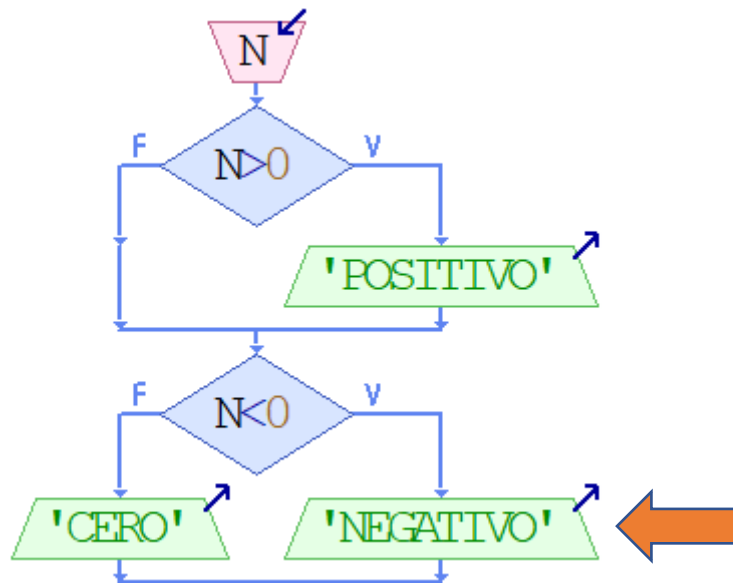 N
F V
N>0
'POSITIVO'
F V
N<0
'CERO' 'NEGATIVO'